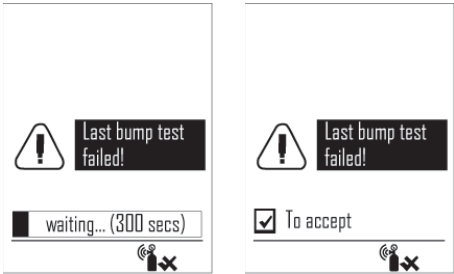 Last bump test
failed!
waiting... (300 secs)
Last bump test
failed!
To accept